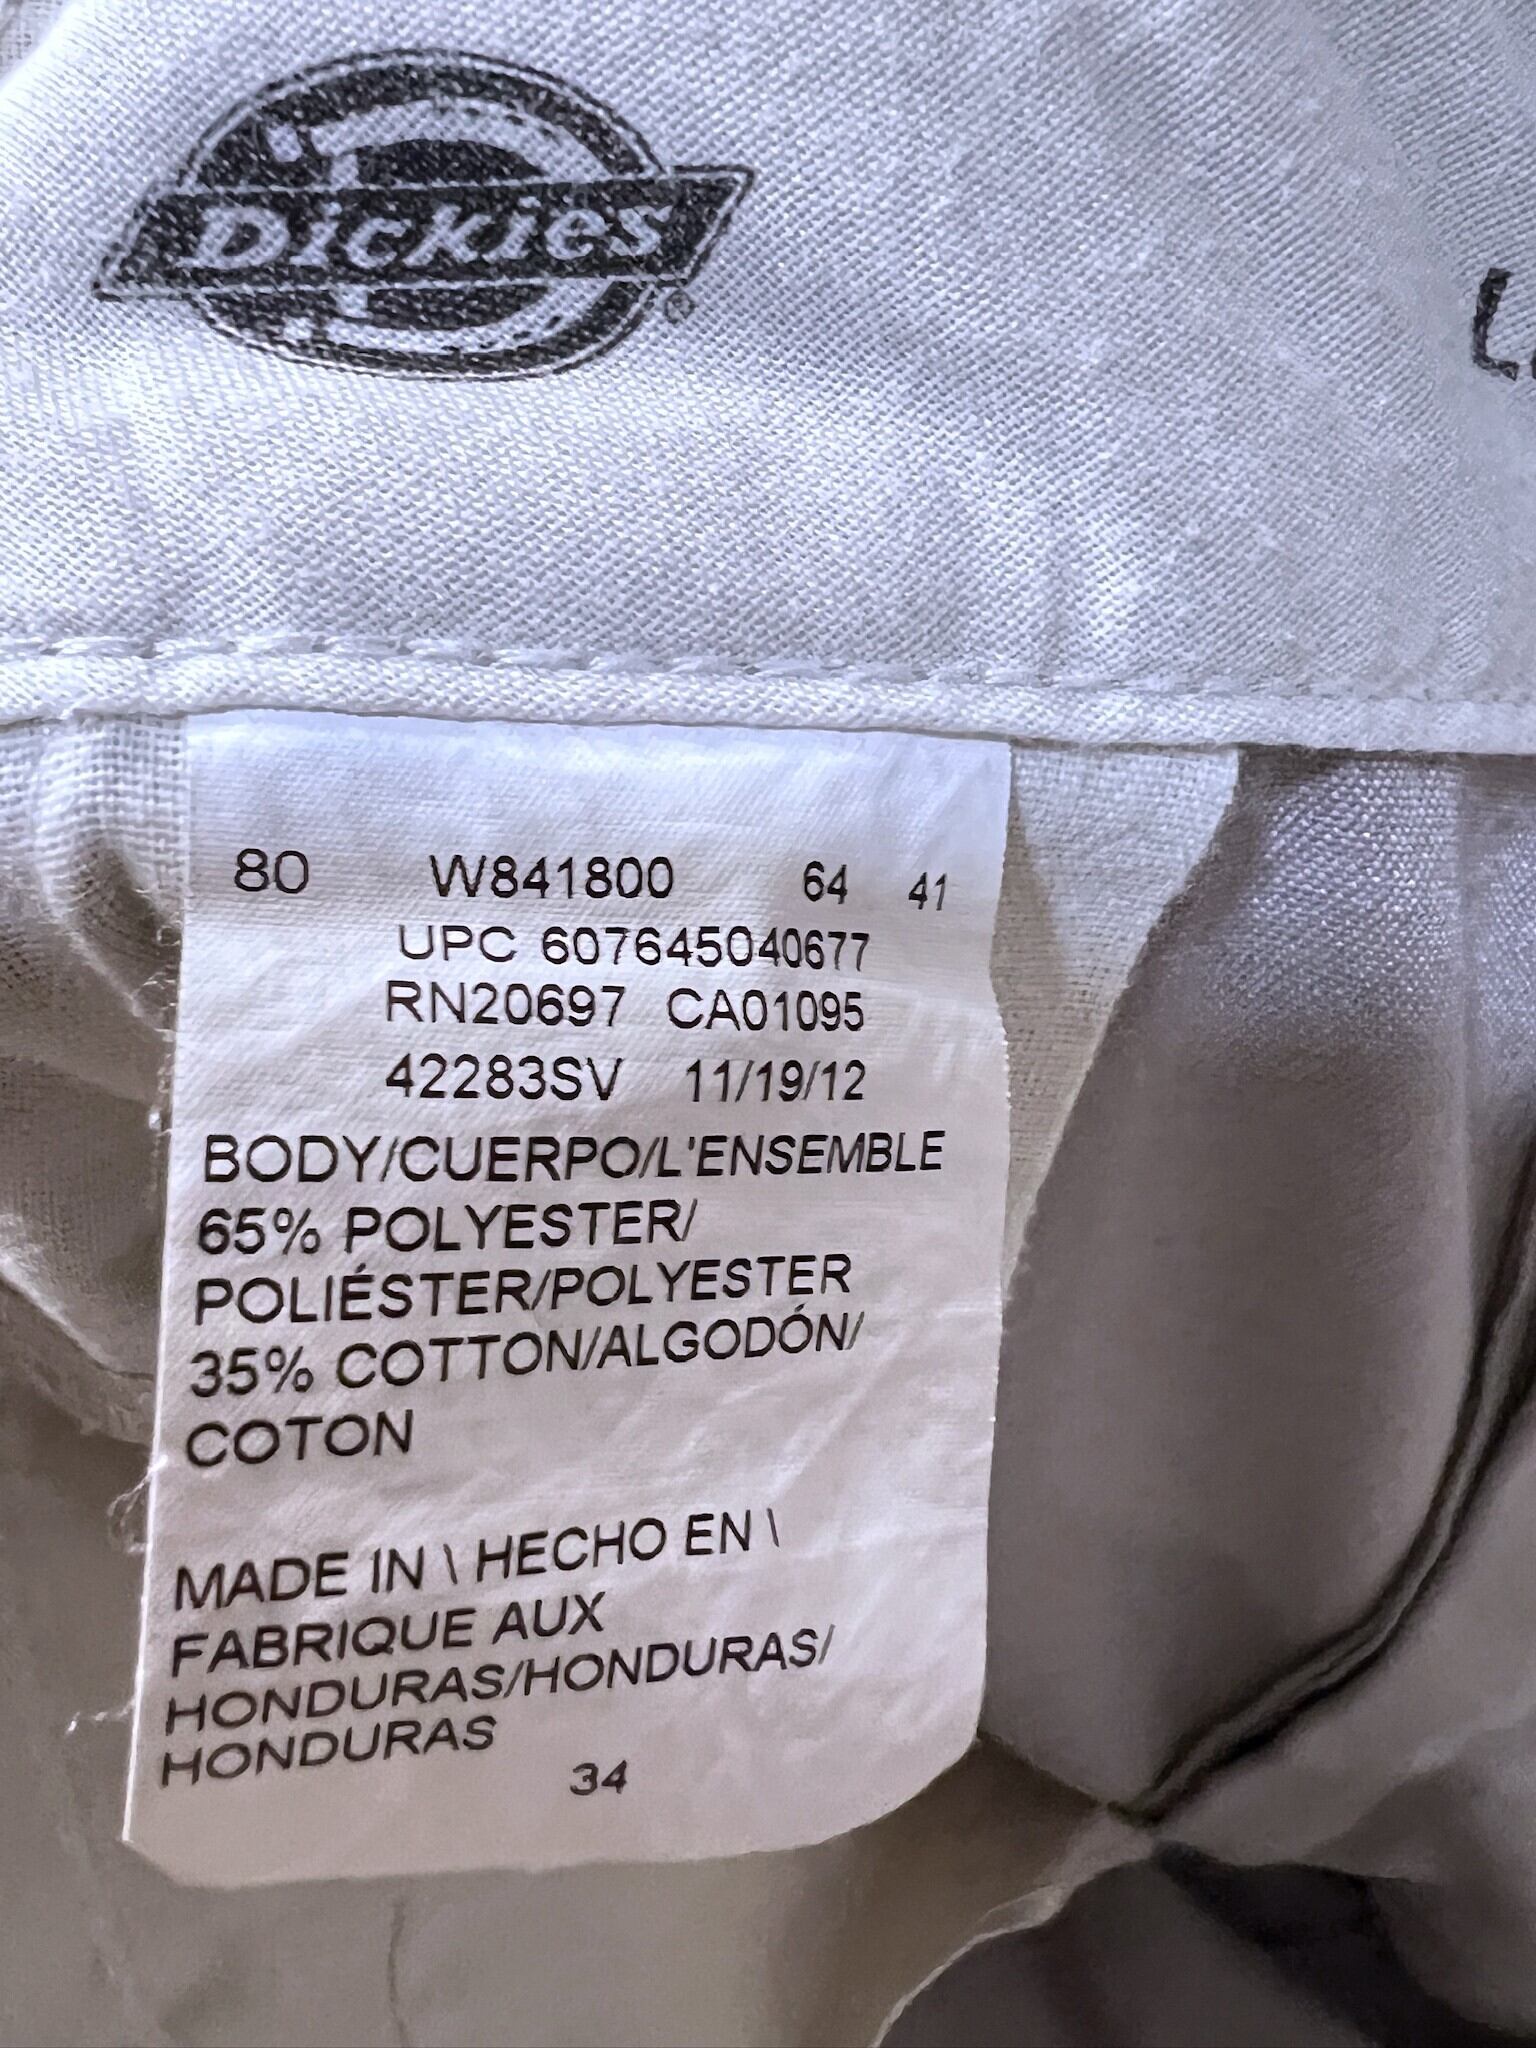 Dickies®
80 W841800 64 41
UPC 607645040677
RN20697 CA01095
42283SV 11/19/12
BODY/CUERPO/L'ENSEMBLE
65% POLYESTER/
POLIÉSTER/POLYESTER
35% COTTON/ALGODÓN/
COTON
MADE IN \ HECHO EN \
FABRIQUE AUX
HONDURAS/HONDURAS/
HONDURAS
34